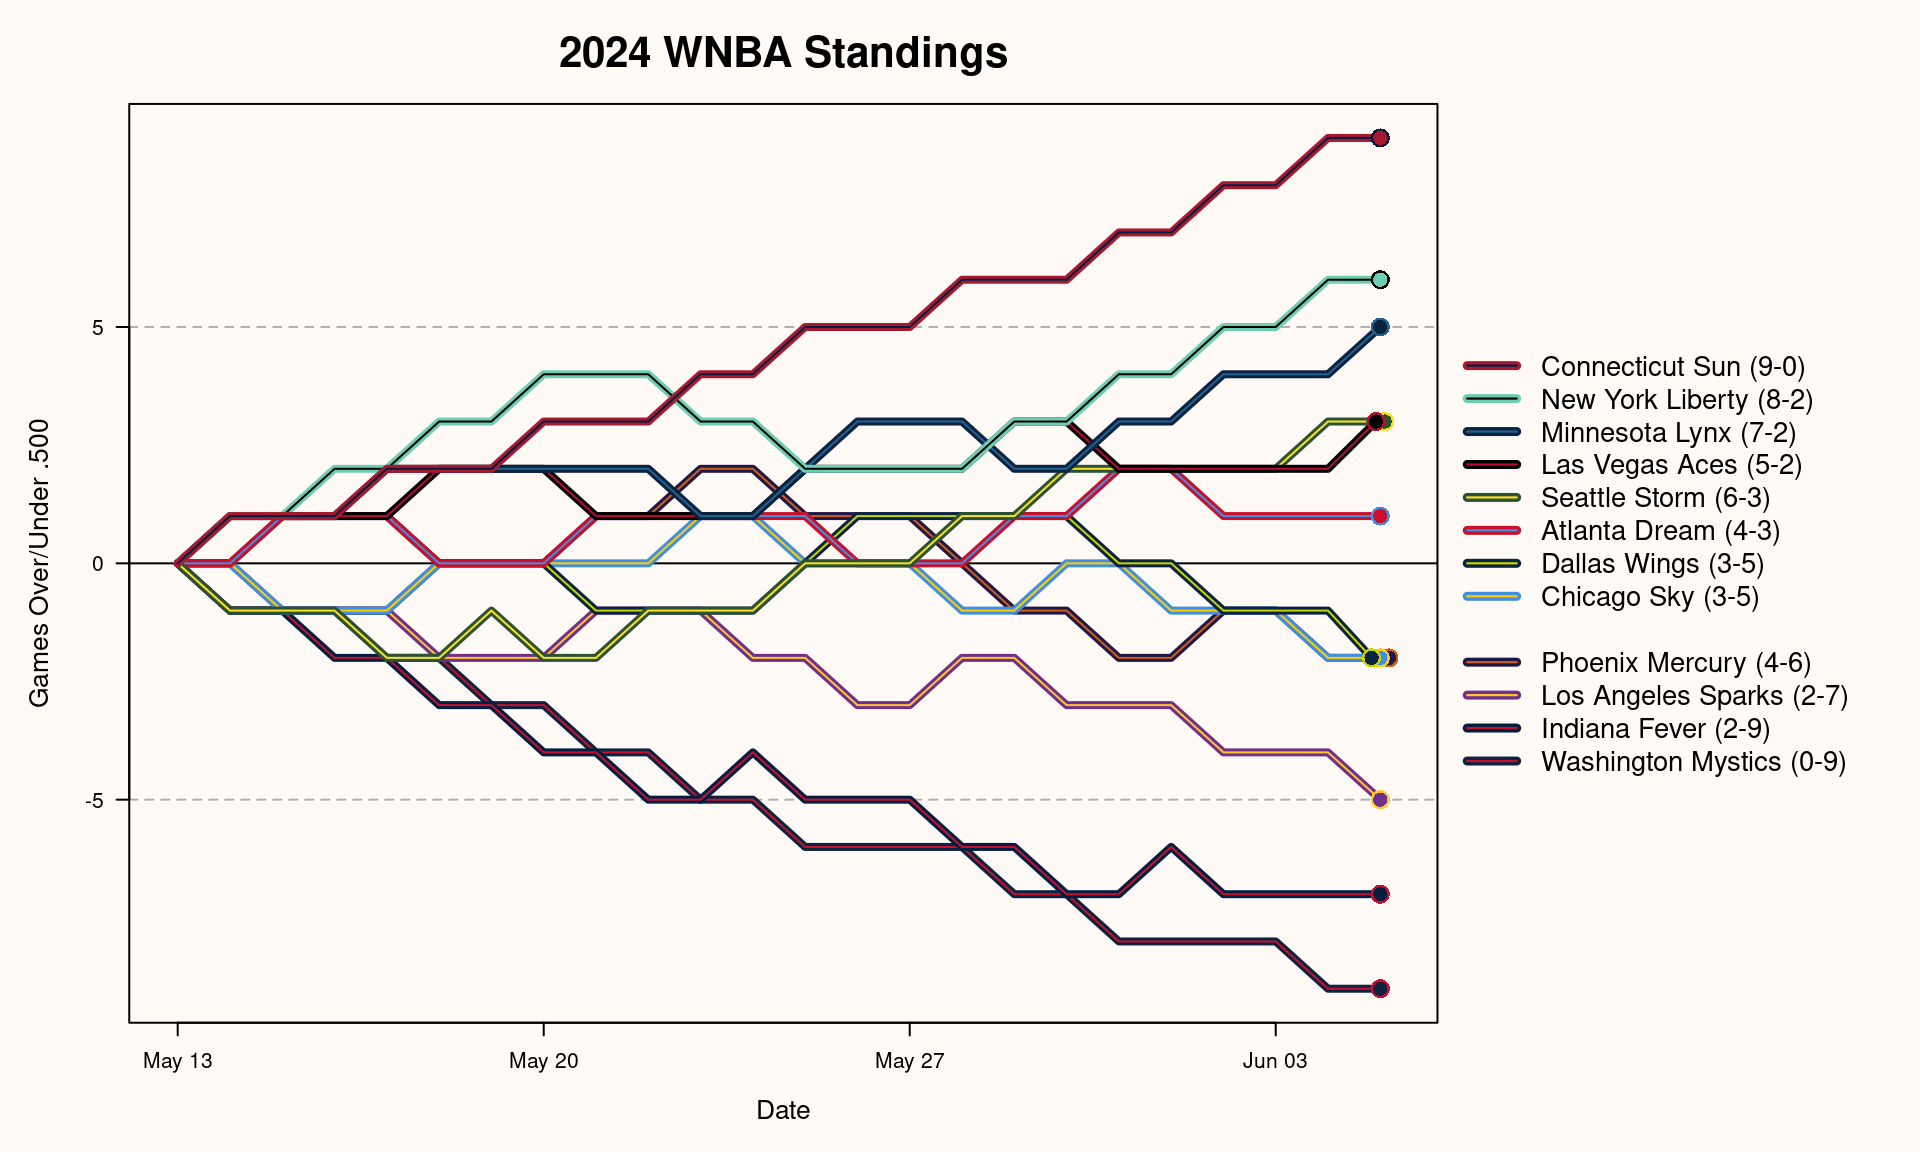 2024 WNBA Standings
Games Over/Under .500
5
0
-5
May 13
May 20
May 27
Jun 03
Date
Connecticut Sun (9-0)
New York Liberty (8-2)
Minnesota Lynx (7-2)
Las Vegas Aces (5-2)
Seattle Storm (6-3)
Atlanta Dream (4-3)
Dallas Wings (3-5)
Chicago Sky (3-5)
Phoenix Mercury (4-6)
Los Angeles Sparks (2-7)
Indiana Fever (2-9)
Washington Mystics (0-9)